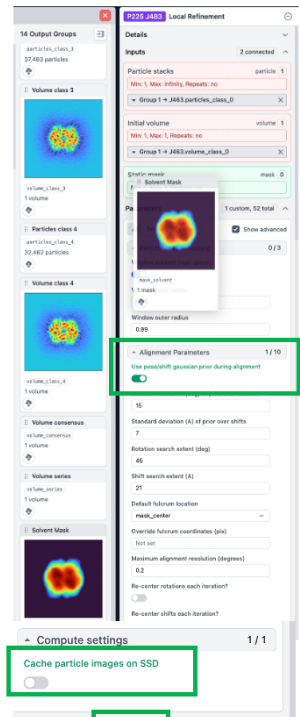 14 Output Groups
particles_class_3
37,483 particles
Volume class 3
volume_class_3
1 volume
Particles class 4
particles_class_4
32,462 particles
Volume class 4
volume_class_4
1 volume
Volume consensus
volume_consensus
1 volume
Volume series
volume_series
1 volume
Solvent Mask
P225 J483 Local Refinement
Details
Inputs 2 connected
Particle stacks particle 1
Min: 1, Max: Infinity, Repeats: no
Group 1 → J463.particles_class_0
Initial volume volume 1
Min: 1, Max: 1, Repeats: no
Group 1 → J463.volume_class_0
Static mask mask 0
Solvent Mask
mask_solvent
1 mask
1 custom, 52 total
Show advanced
0 / 3
Window outer radius
0.99
Alignment Parameters 1 / 10
Use pose/shift gaussian prior during alignment
15
Standard deviation (A) of prior over shifts
7
Rotation search extent (deg)
45
Shift search extent (A)
21
Default fulcrum location
mask_center
Override fulcrum coordinates (pix)
Not set
Maximum alignment resolution (degrees)
0.2
Re-center rotations each iteration?
Re-center shifts each iteration?
Compute settings 1 / 1
Cache particle images on SSD